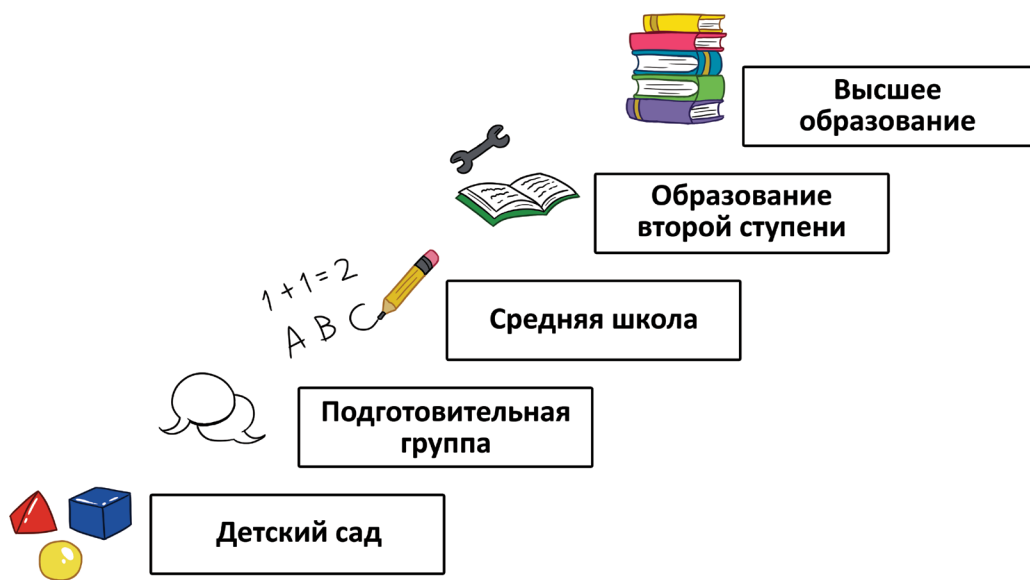 Высшее
образование
Образование
второй ступени
1+1=2
A B C
Средняя школа
Подготовительная
группа
Детский сад